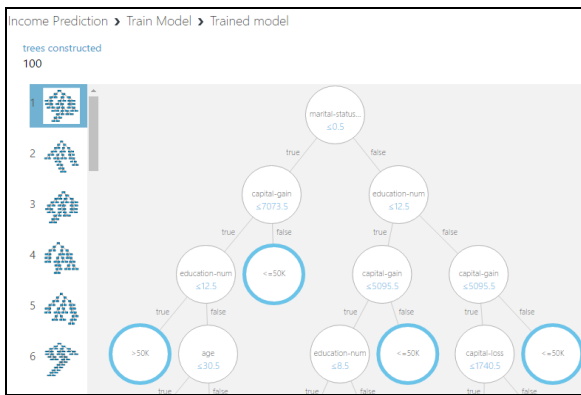 Income Prediction > Train Model > Trained model
trees constructed
100
1
2
3
4
5
6
marital-status...
≤0.5
true
false
capital-gain
≤7073.5
education-num
≤12.5
true
false
true
false
education-num
≤12.5
<=50K
capital-gain
≤5095.5
capital-gain
≤5095.5
true
false
true
false
true
false
>50K
age
≤30.5
education-num
≤8.5
<=50K
capital-loss
≤1740.5
<=50K
true
false
true
false
true
false